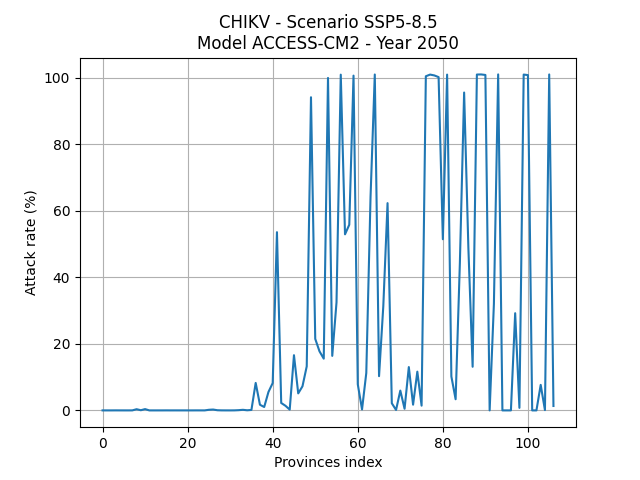 CHIKV - Scenario SSP5-8.5
Model ACCESS-CM2 - Year 2050
100
80
60
40
20
0
Attack rate (%)
0 20 40 60 80 100
Provinces index